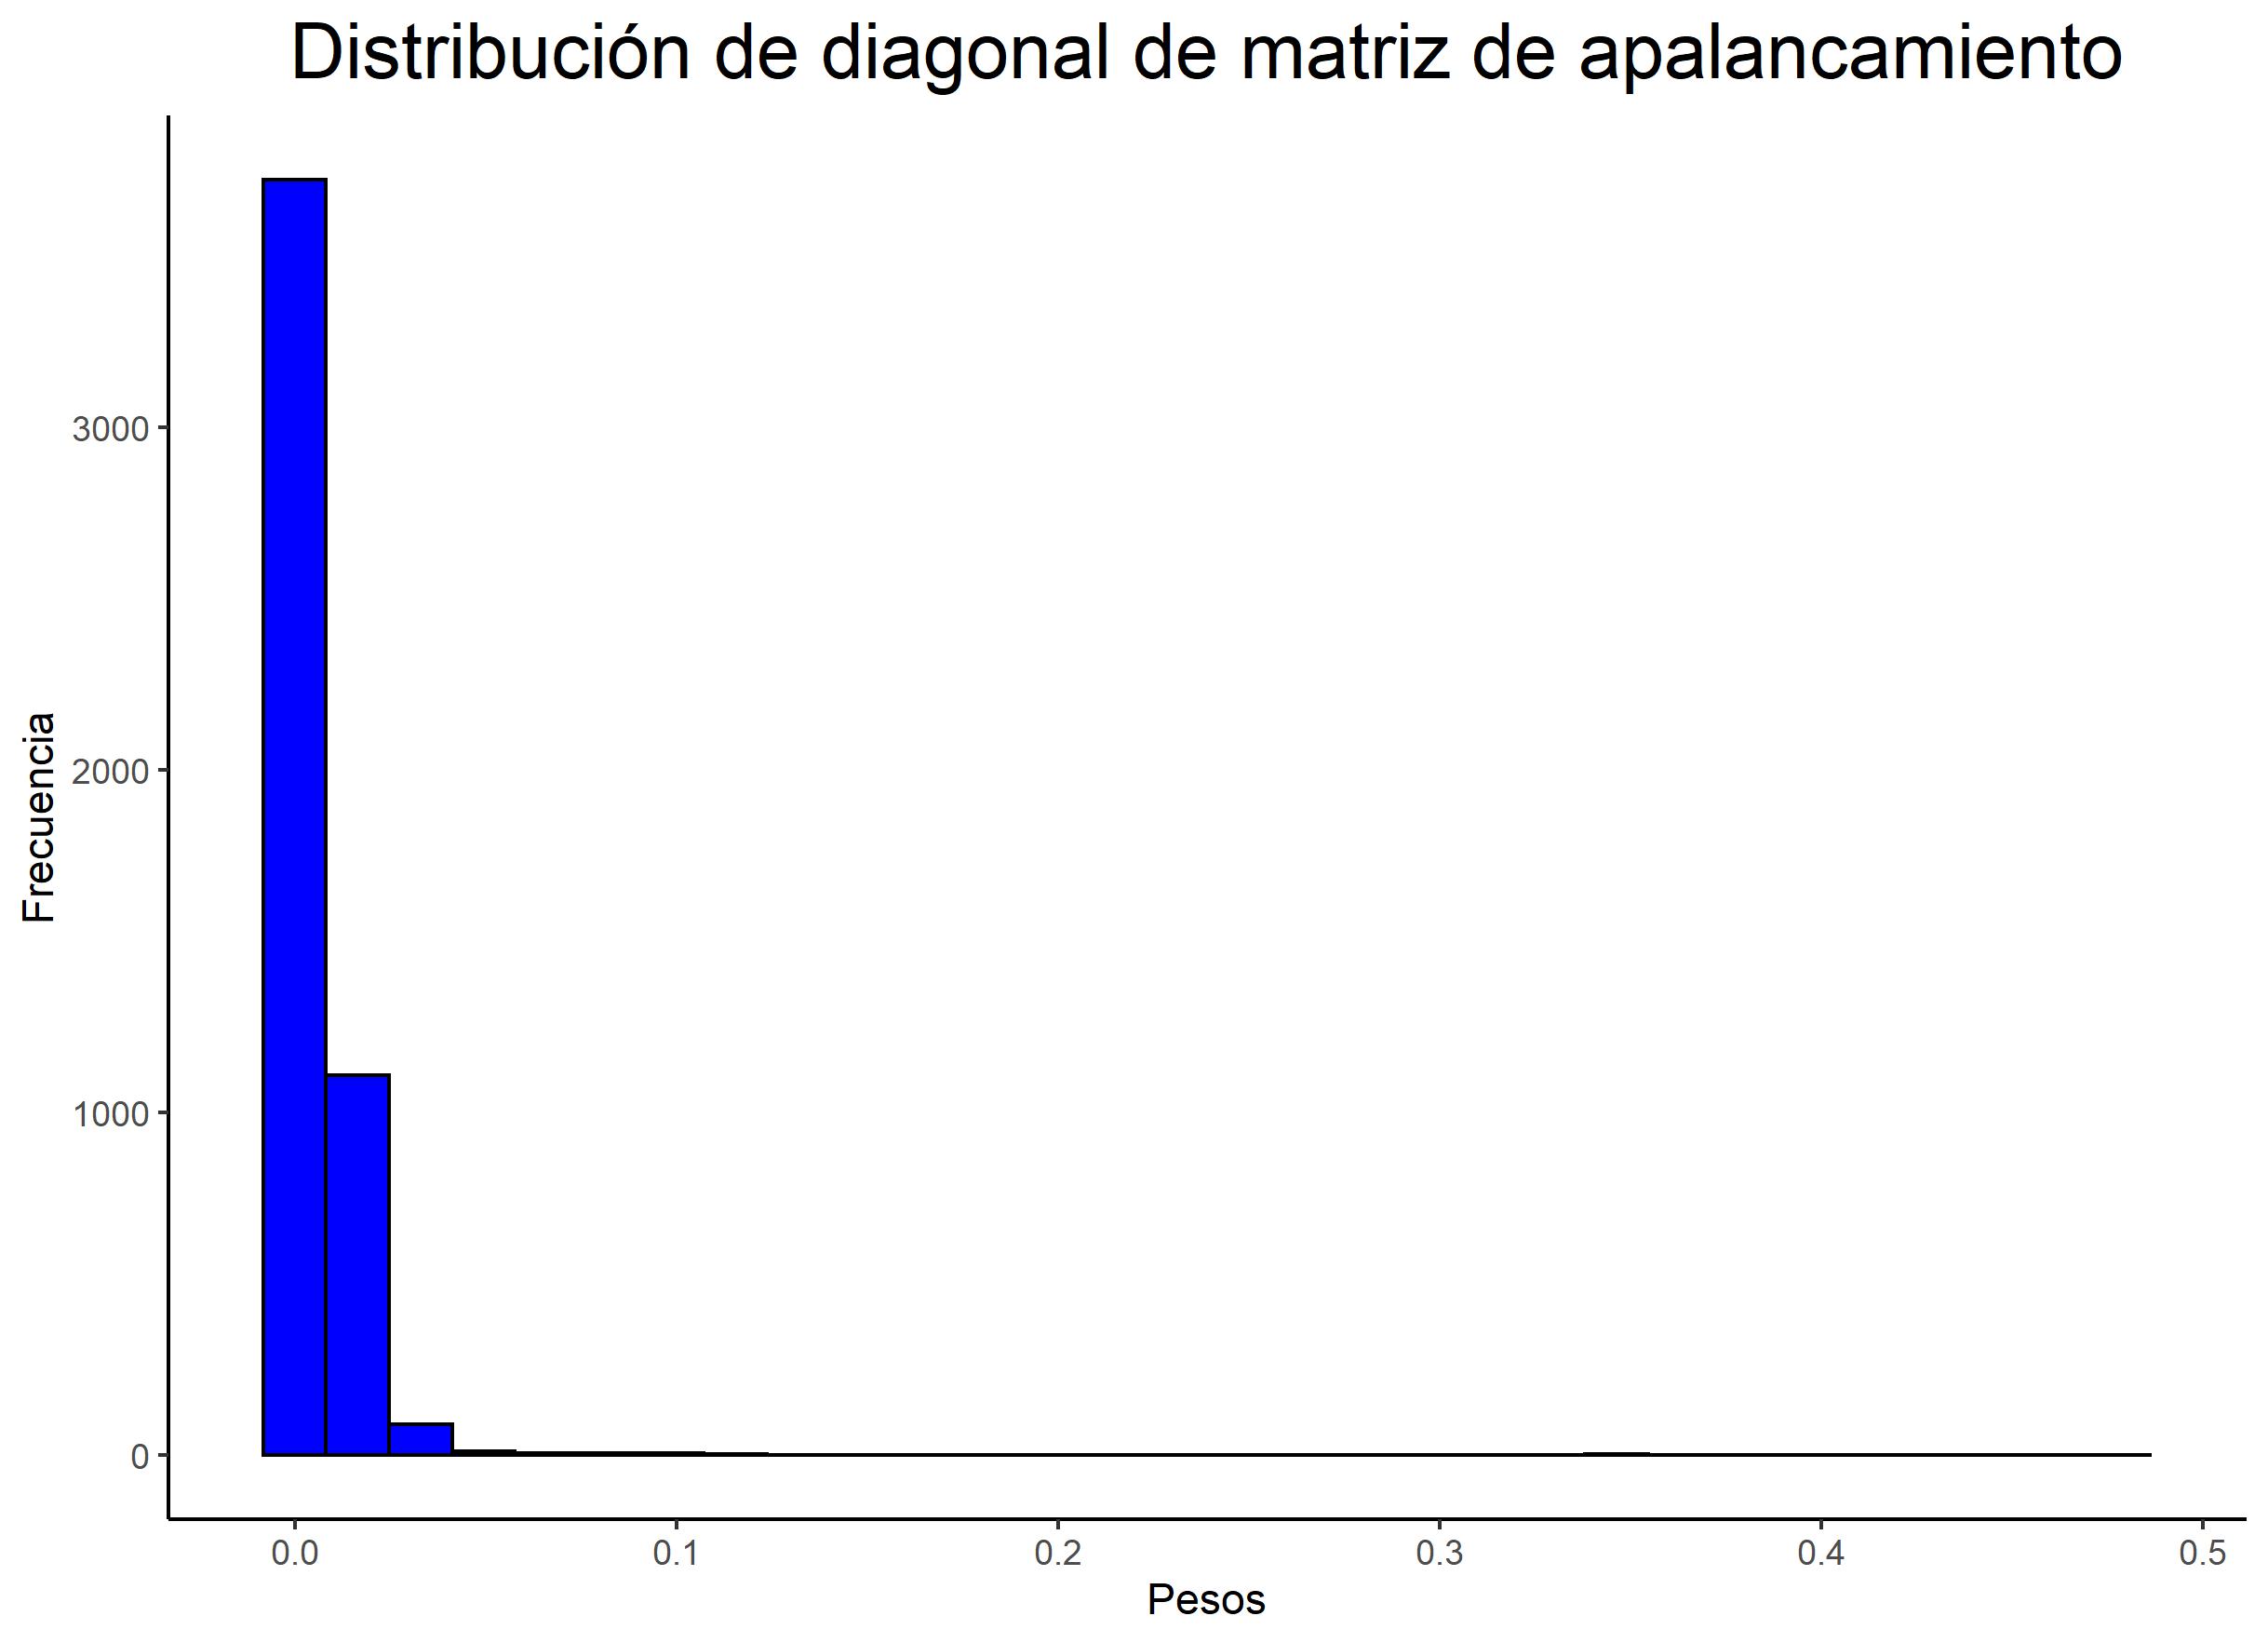 Distribución de diagonal de matriz de apalancamiento
Frecuencia
3000
2000
1000
0
0.0 0.1 0.2 0.3 0.4 0.5
Pesos